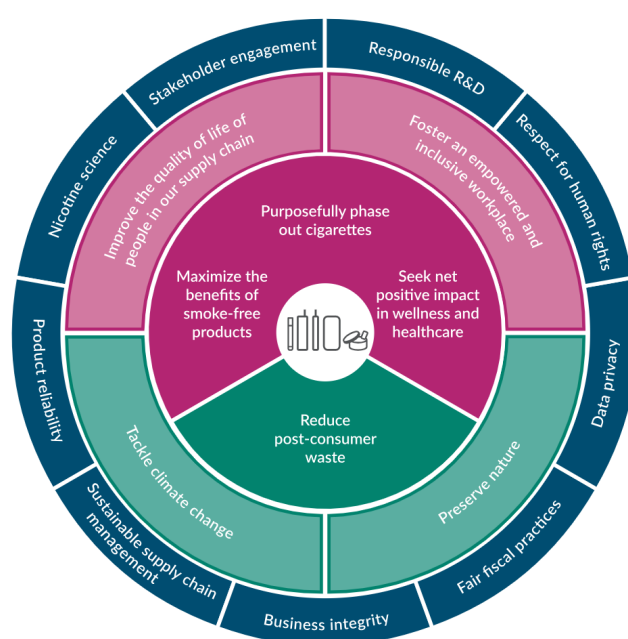 Stakeholder engagement
Responsible R&D
Respect for human rights
Data privacy
Fair fiscal practices
Business integrity
Sustainable supply chain
management
Product reliability
Nicotine science
Improve the quality of life of
people in our supply chain
Foster an empowered and
inclusive workplace
Preserve nature
Tackle climate change
Purposefully phase
out cigarettes
Maximize the
benefits of
smoke-free
products
Seek net
positive impact
in wellness and
healthcare
Reduce
post-consumer
waste